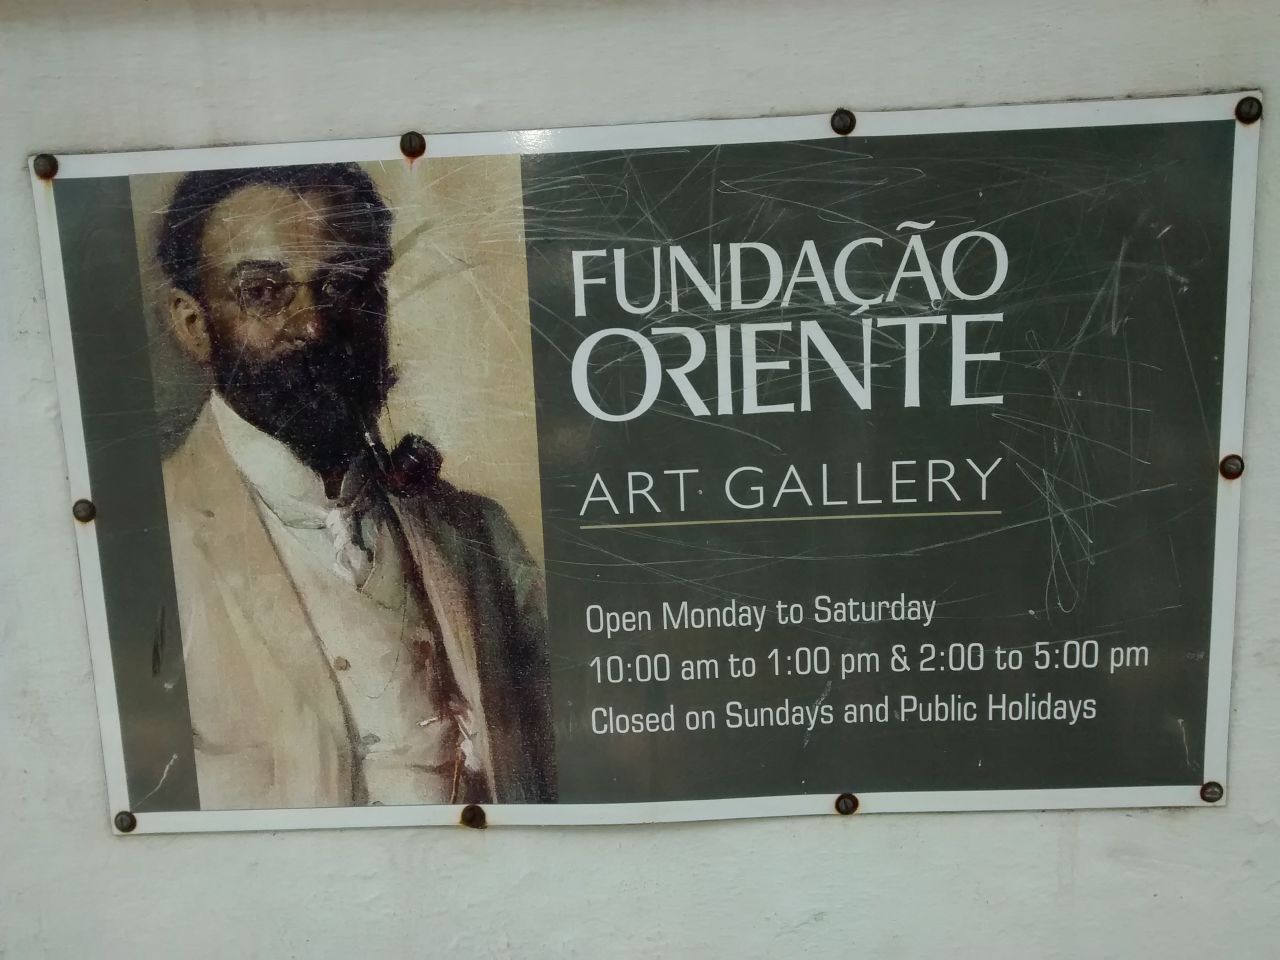 FUNDAÇÃO
ORIENTE
ART GALLERY
Open Monday to Saturday
10:00 am to 1:00 pm & 2:00 to 5:00 pm
Closed on Sundays and Public Holidays